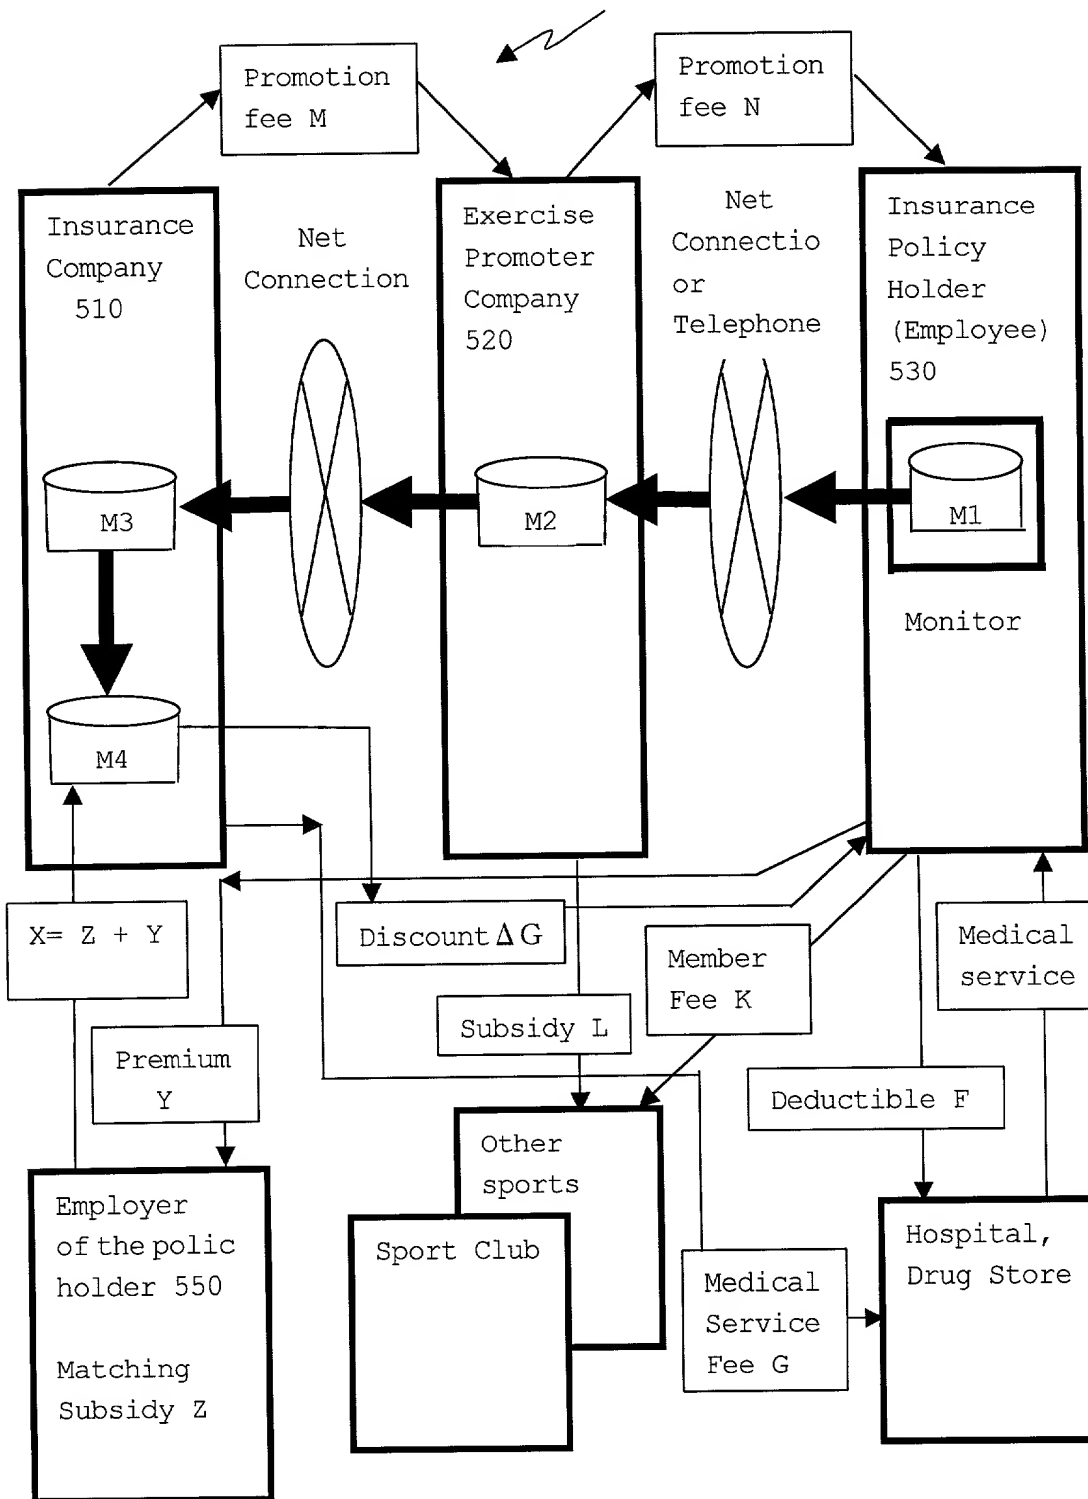 Promotion
fee M
Promotion
fee N
Insurance
Company
510
Net
Connection
Exercise
Promoter
Company
520
Net
Connectio
or
Telephone
Insurance
Policy
Holder
(Employee)
530
M3
M2
M1
Monitor
M4
X= Z + Y
Discount Δ G
Member
Fee K
Medical
service
Subsidy L
Premium
Y
Deductible F
Other
sports
Employer
of the polic
holder 550
Matching
Subsidy Z
Sport Club
Medical
Service
Fee G
Hospital,
Drug Store